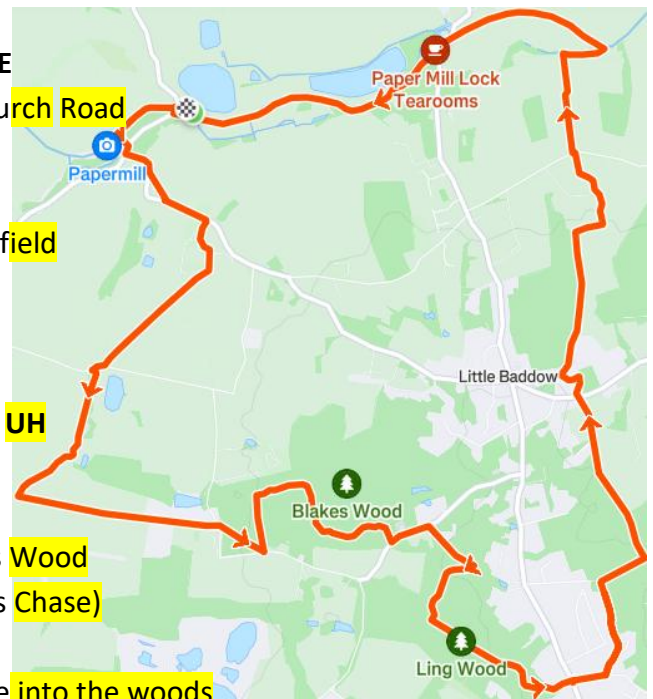 E
urch Road
Paper Mill Lock
Tearooms
Papermill
field
Little Baddow
UH
Blakes Wood
Wood
s Chase)
Ling Wood
e into the woods